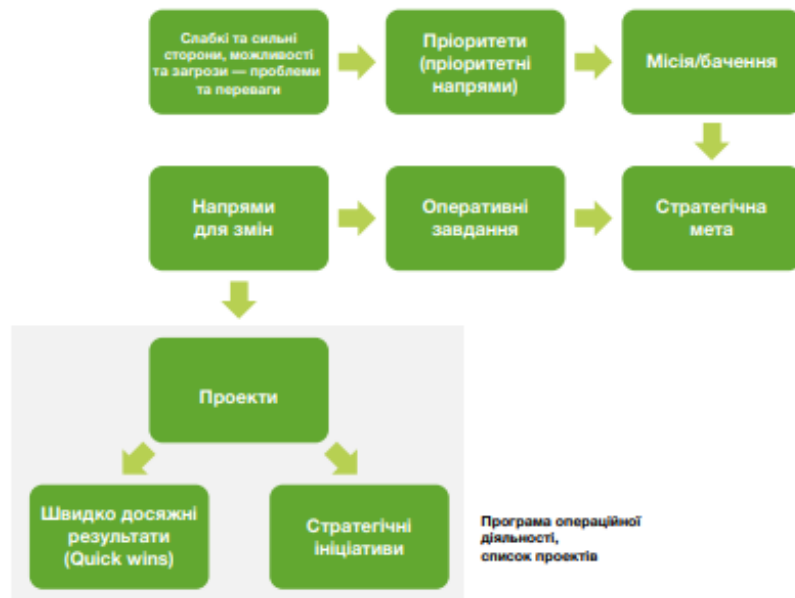 Слабкі та сильні
сторони, можливості
та загрози — проблеми
та переваги
Пріоритети
(пріоритетні
напрями)
Місія/бачення
Напрями
для змін
Оперативні
завдання
Стратегічна
мета
Проекти
Швидко досяжні
результати
(Quick wins)
Стратегічні
ініціативи
Програма операційної
діяльності,
список проектів